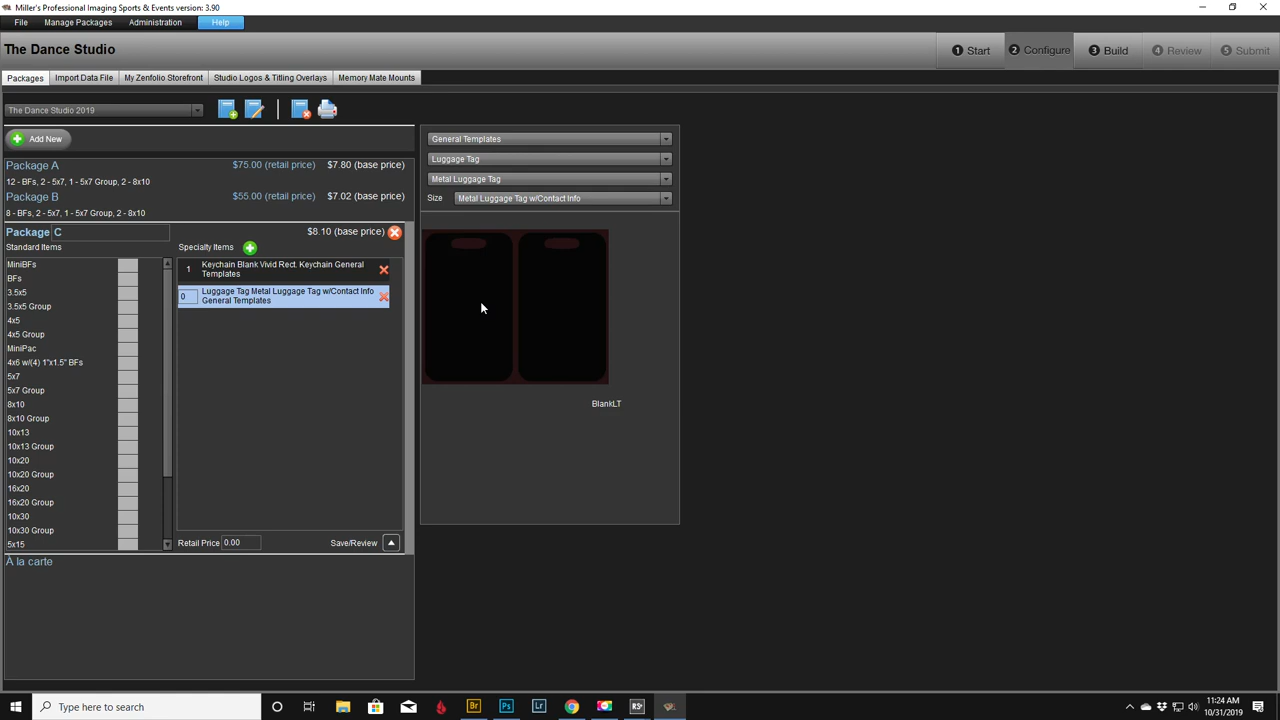 Miller's Professional Imaging Sports & Events version: 3.90
File Manage Packages Administration Help
The Dance Studio
1 Start 2 Configure 3 Build 4 Review 5 Submit
Packages Import Data File My Zenfolio Storefront Studio Logos & Titling Overlays Memory Mate Mounts
The Dance Studio 2019
Add New
Package A $75.00 (retail price) $7.80 (base price)
12 - BFs, 2 - 5x7, 1 - 5x7 Group, 2 - 8x10
Package B $55.00 (retail price) $7.02 (base price)
8 - BFs, 2 - 5x7, 1 - 5x7 Group, 2 - 8x10
Package C $8.10 (base price)
Standard Items
MiniBFs
BFs
3.5x5
3.5x5 Group
4x5
4x5 Group
MiniPac
4x6 w/(4) 1"x1.5" BFs
5x7
5x7 Group
8x10
8x10 Group
10x13
10x13 Group
10x20
10x20 Group
16x20
16x20 Group
10x30
10x30 Group
5x15
Specialty Items
1 Keychain Blank Vivid Rect. Keychain General
Templates
0 Luggage Tag Metal Luggage Tag w/Contact Info
General Templates
Retail Price 0.00 Save/Review
À la carte
General Templates
Luggage Tag
Metal Luggage Tag
Size Metal Luggage Tag w/Contact Info
BlankLT
Type here to search
Br Ps Lr
11:24 AM
10/31/2019